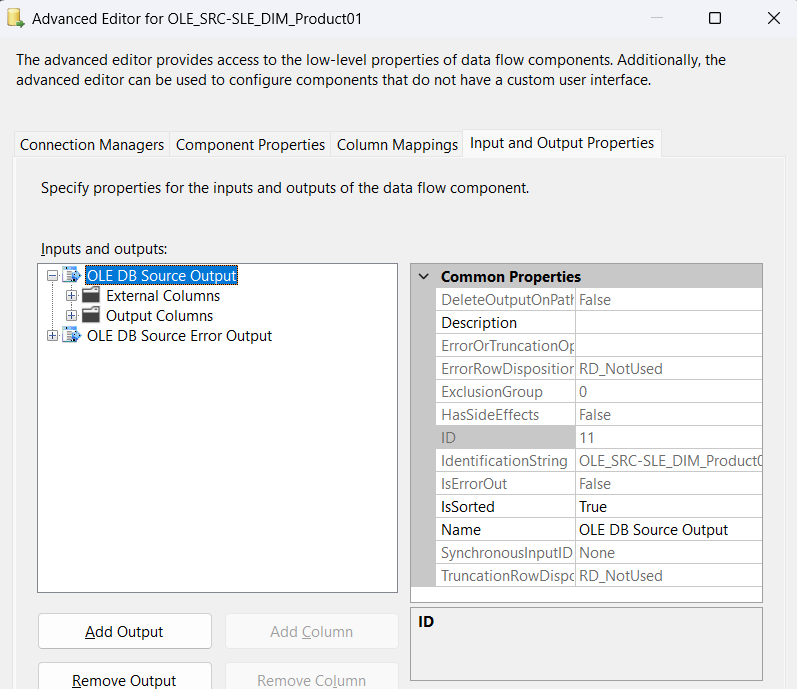 Advanced Editor for OLE_SRC-SLE_DIM_Product01
The advanced editor provides access to the low-level properties of data flow components. Additionally, the
advanced editor can be used to configure components that do not have a custom user interface.
Connection Managers Component Properties Column Mappings Input and Output Properties
Specify properties for the inputs and outputs of the data flow component.
Inputs and outputs:
OLE DB Source Output
External Columns
Output Columns
OLE DB Source Error Output
Common Properties
DeleteOutputOnPath False
Description
ErrorOrTruncationOp
ErrorRowDisposition RD_NotUsed
ExclusionGroup 0
HasSideEffects False
ID 11
IdentificationString OLE_SRC-SLE_DIM_Product0
IsErrorOut False
IsSorted True
Name OLE DB Source Output
SynchronousInputID None
TruncationRowDispo RD_NotUsed
Add Output Add Column
Remove Output Remove Column
ID